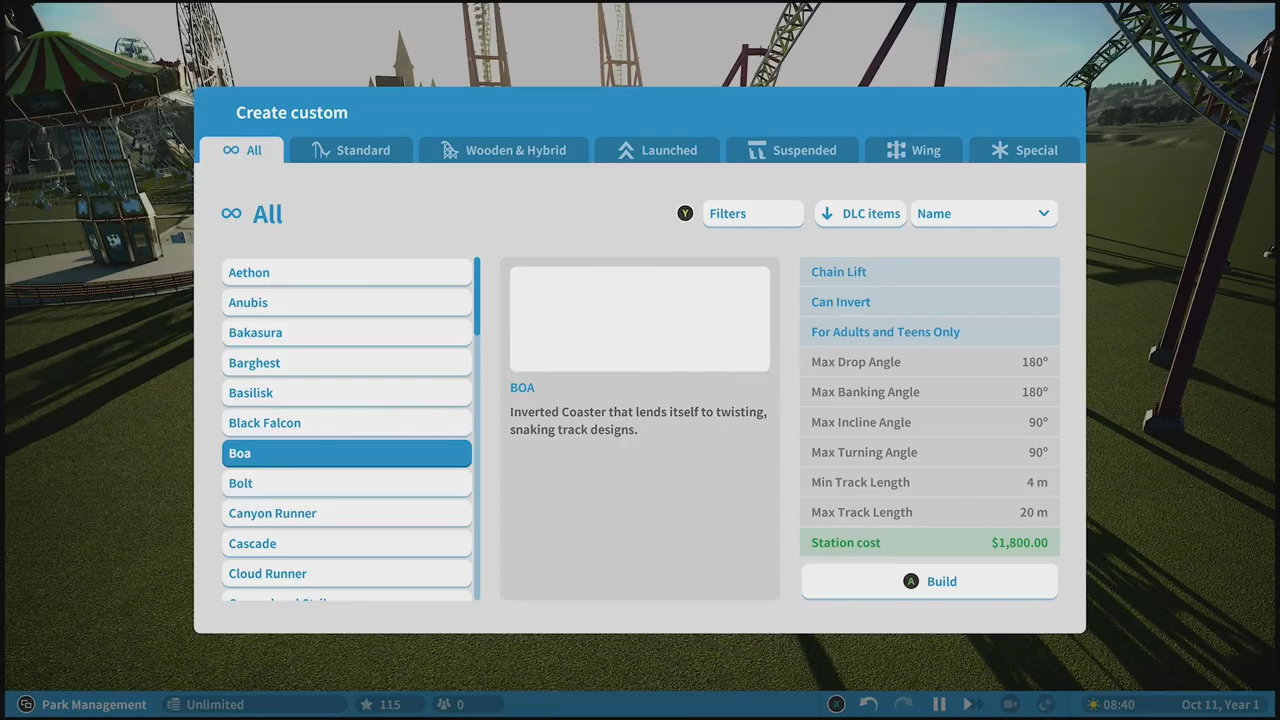 Create custom
All
Standard
Wooden & Hybrid
Launched
Suspended
Wing
Special
All
Y
Filters
DLC items
Name
Aethon
Anubis
Bakasura
Barghest
Basilisk
Black Falcon
Boa
Bolt
Canyon Runner
Cascade
Cloud Runner
BOA
Inverted Coaster that lends itself to twisting,
snaking track designs.
Chain Lift
Can Invert
For Adults and Teens Only
Max Drop Angle 180º
Max Banking Angle 180º
Max Incline Angle 90º
Max Turning Angle 90º
Min Track Length 4 m
Max Track Length 20 m
Station cost $1,800.00
A Build
Park Management
Unlimited
115
0
X
08:40
Oct 11, Year 1